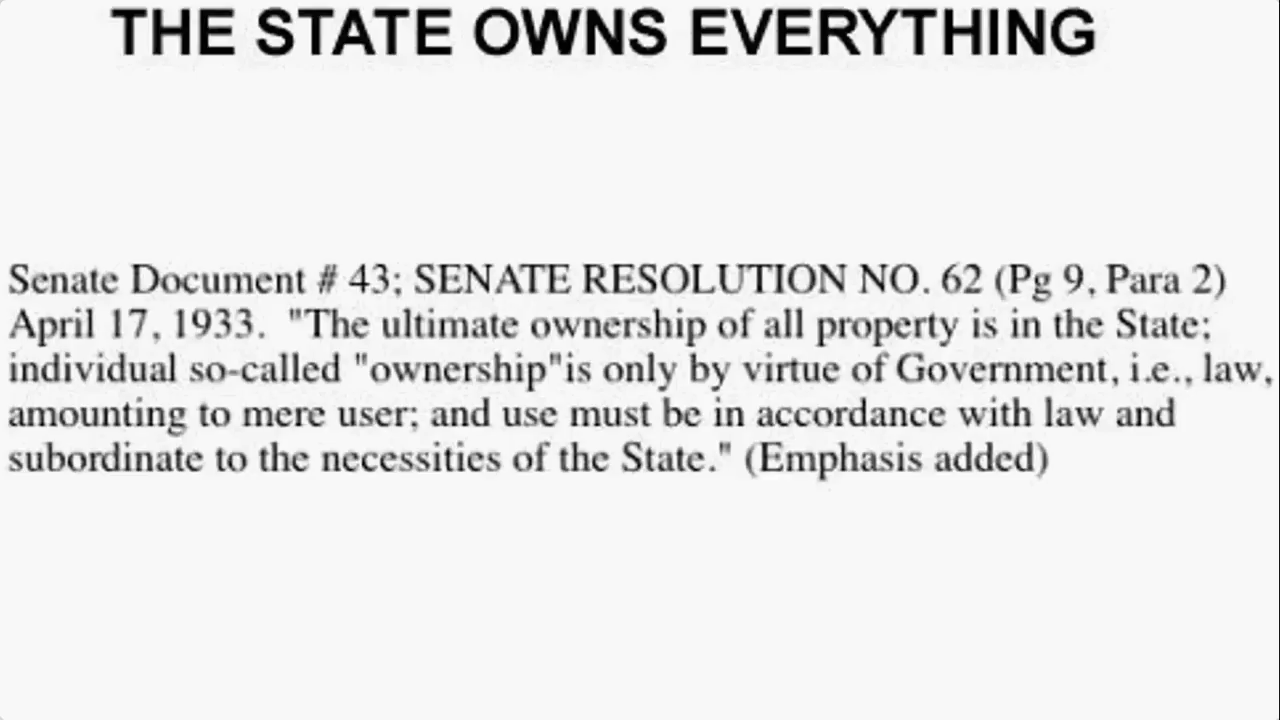 THE STATE OWNS EVERYTHING
Senate Document # 43; SENATE RESOLUTION NO. 62 (Pg 9, Para 2)
April 17, 1933.  "The ultimate ownership of all property is in the State;
individual so-called "ownership"is only by virtue of Government, i.e., law,
amounting to mere user; and use must be in accordance with law and
subordinate to the necessities of the State." (Emphasis added)